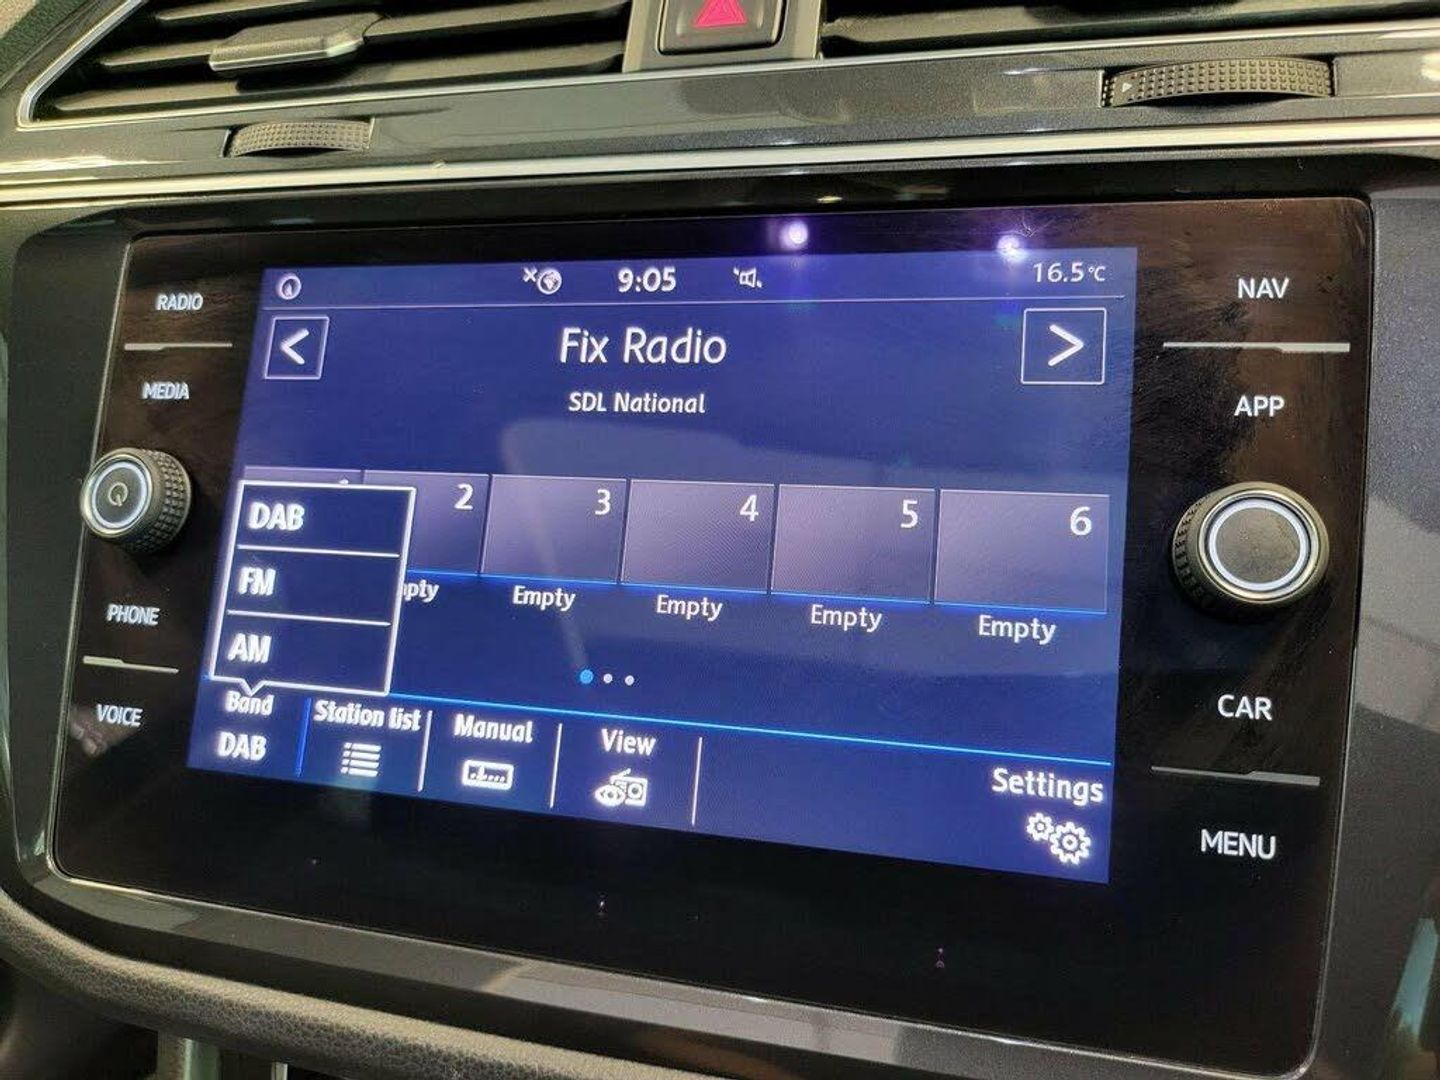 RADIO
MEDIA
PHONE
VOICE
9:05
16.5°C
<
Fix Radio
>
SDL National
2
3
4
5
6
Empty
Empty
Empty
Empty
DAB
FM
AM
Band
DAB
Station list
Manual
View
Settings
NAV
APP
CAR
MENU